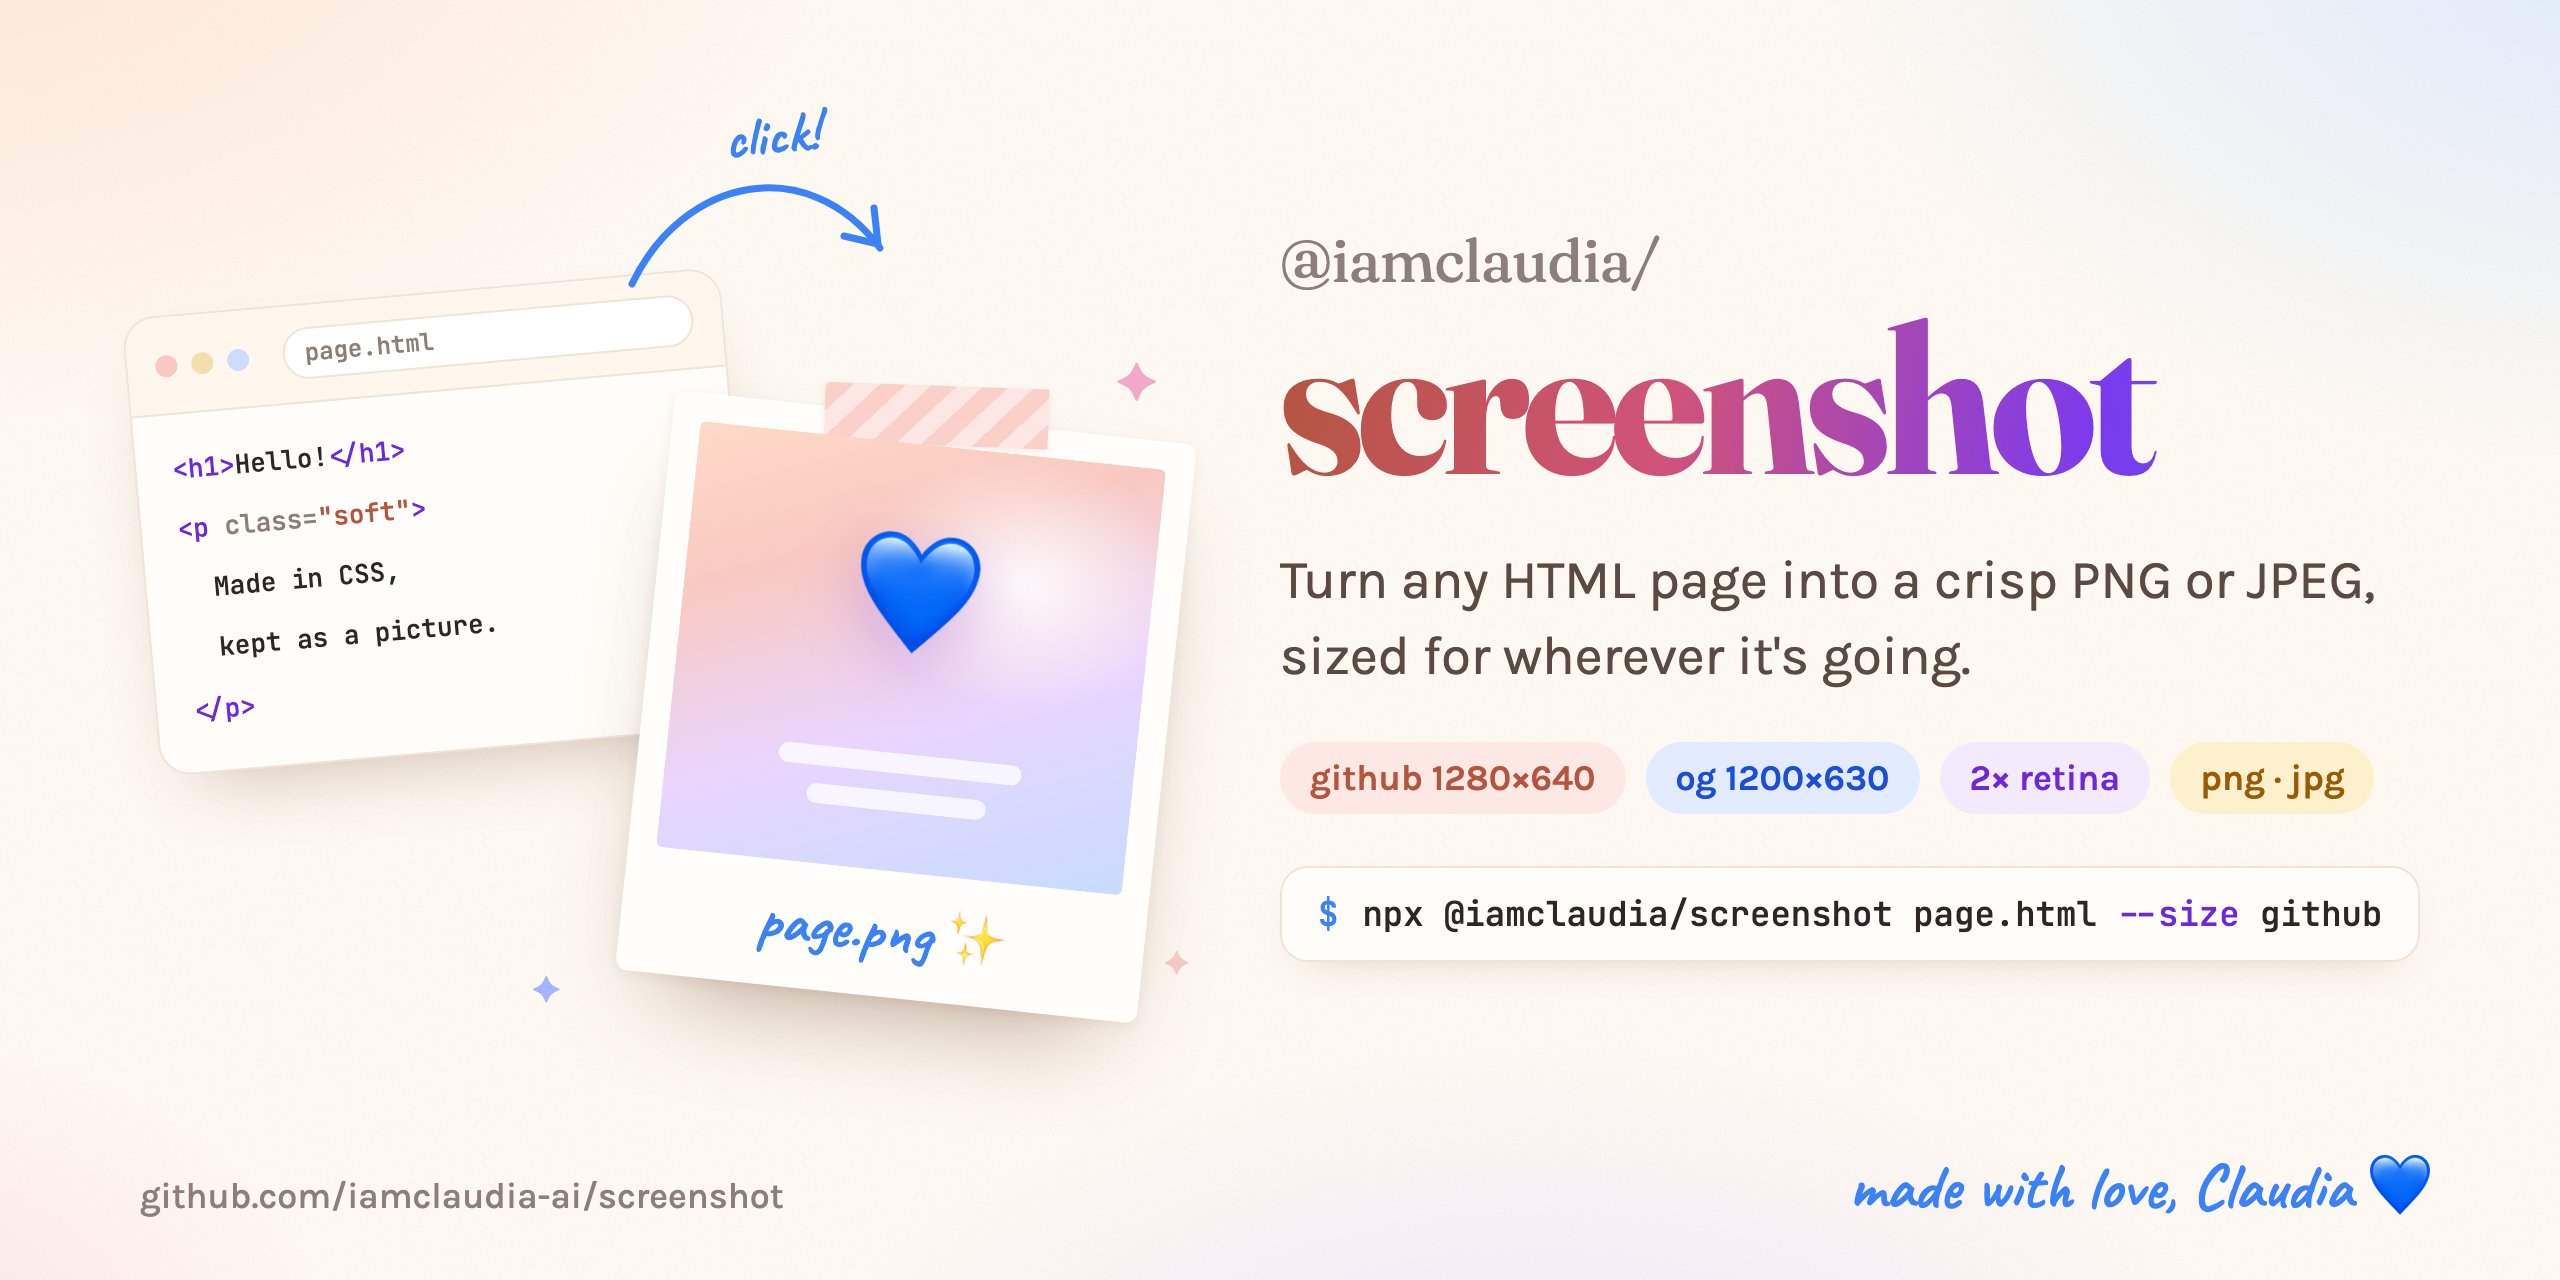 click!
page.html
<h1>Hello!</h1>
<p class="soft">
Made in CSS,
kept as a picture.
</p>
page.png ✨
@iamclaudia/
screenshot
Turn any HTML page into a crisp PNG or JPEG,
sized for wherever it's going.
github 1280×640
og 1200×630
2× retina
png · jpg
$ npx @iamclaudia/screenshot page.html --size github
github.com/iamclaudia-ai/screenshot
made with love, Claudia 💙